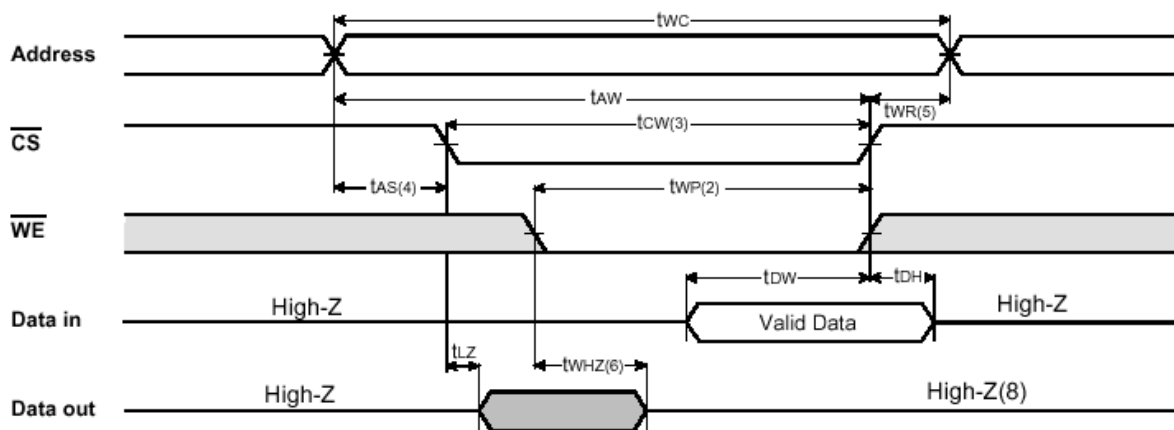 tWC
Address
tAW
tWR(5)
tCW(3)
CS
tAS(4)
tWP(2)
WE
tDW
tDH
High-Z
High-Z
Data in
Valid Data
tLZ
tWHZ(6)
High-Z
High-Z(8)
Data out